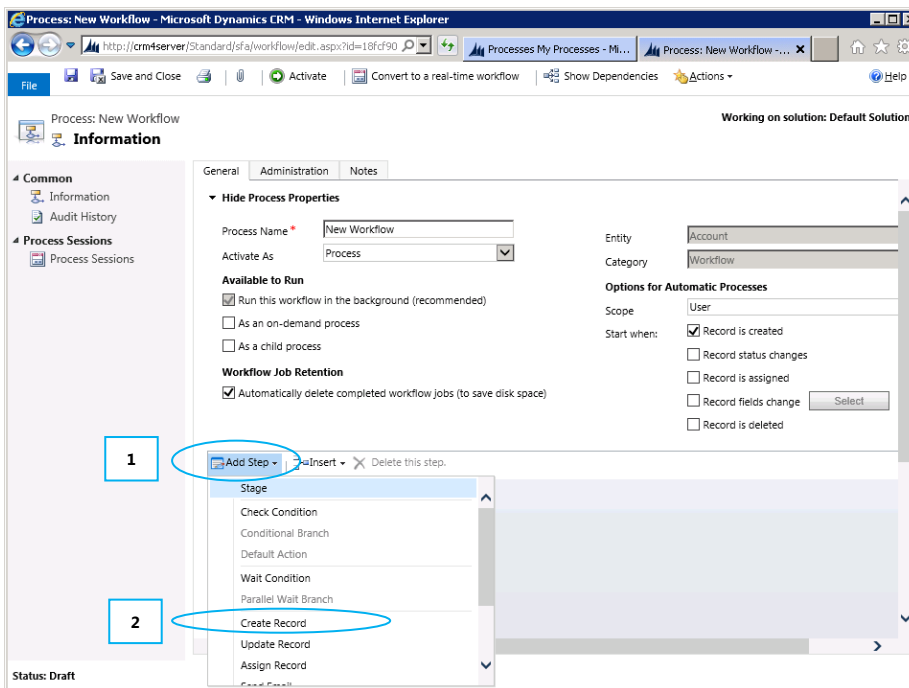 Process: New Workflow - Microsoft Dynamics CRM - Windows Internet Explorer
http://crm4server/Standard/sfa/workflow/edit.aspx?id=18fcf90
Processes My Processes - Mi...
Process: New Workflow -... X
File
Save and Close
Activate
Convert to a real-time workflow
Show Dependencies
Actions
Help
Process: New Workflow
Information
Working on solution: Default Solution
Common
Information
Audit History
Process Sessions
Process Sessions
General
Administration
Notes
Hide Process Properties
Process Name *
New Workflow
Activate As
Process
Available to Run
Run this workflow in the background (recommended)
As an on-demand process
As a child process
Workflow Job Retention
Automatically delete completed workflow jobs (to save disk space)
Entity
Account
Category
Workflow
Options for Automatic Processes
Scope
User
Start when:
Record is created
Record status changes
Record is assigned
Record fields change
Select
Record is deleted
1
Add Step
Insert
Delete this step.
Stage
Check Condition
Conditional Branch
Default Action
Wait Condition
Parallel Wait Branch
2
Create Record
Update Record
Assign Record
Send Email
Status: Draft